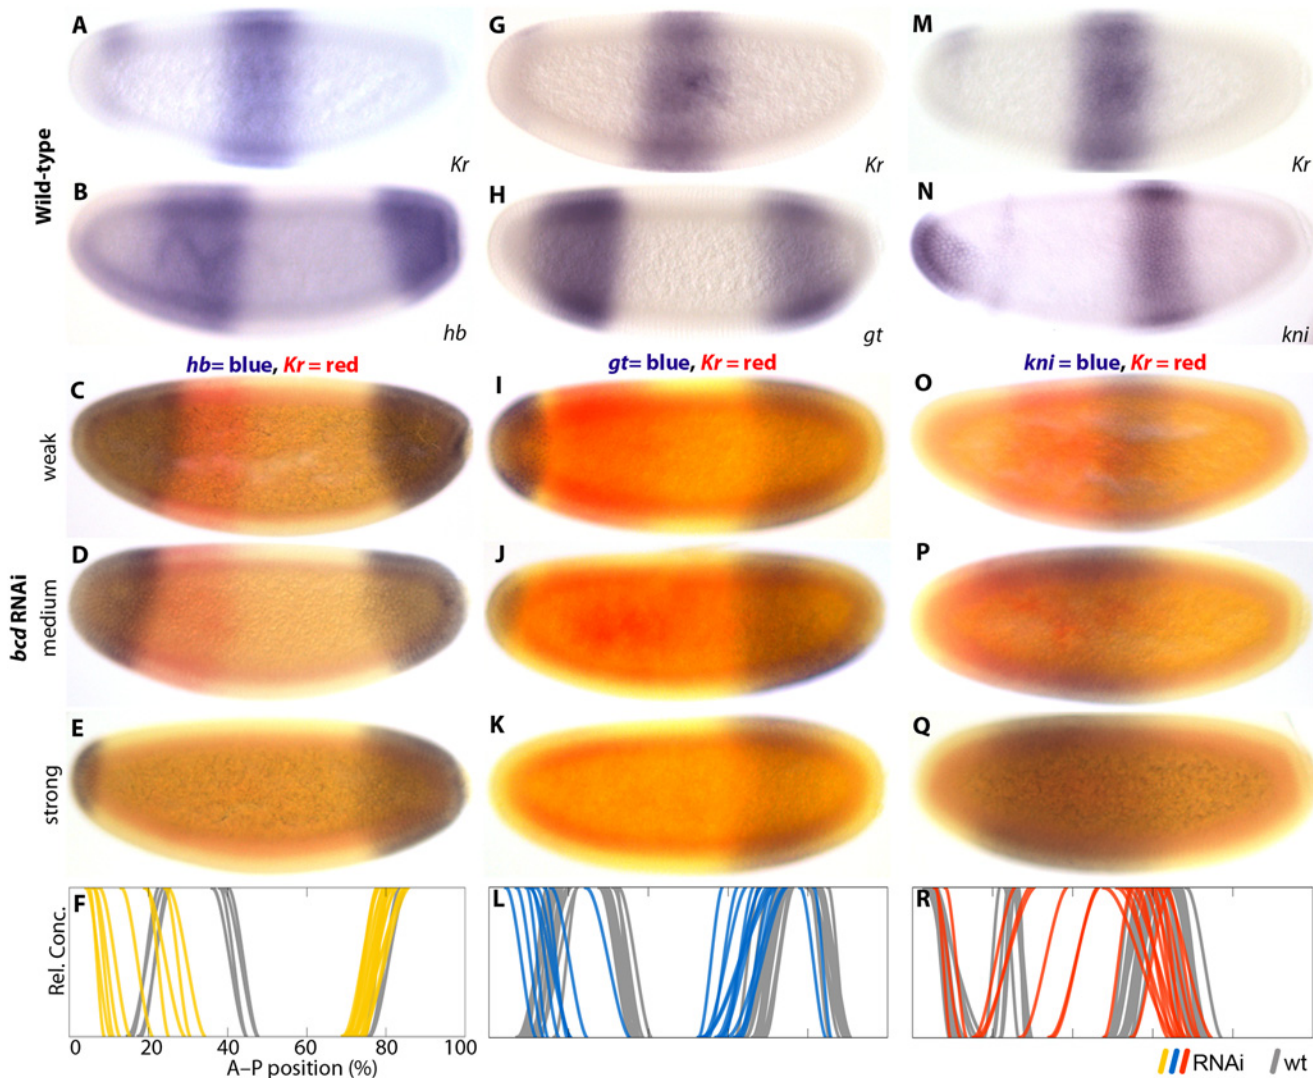 A
G
M
Wild-type
Kr
Kr
Kr
B
H
N
hb
gt
kni
hb= blue, Kr = red
gt= blue, Kr = red
kni = blue, Kr = red
C
I
O
weak
D
J
P
bcd RNAi
medium
E
K
Q
strong
F
L
R
Rel. Conc.
0 20 40 60 80 100
A–P position (%)
RNAi
wt